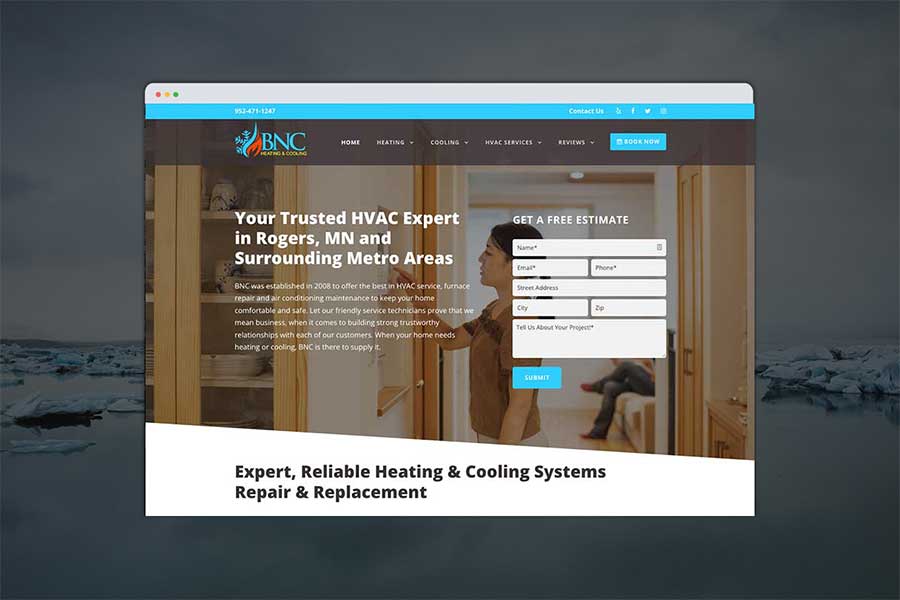 952-471-1247
Contact Us
BNC
HEATING & COOLING
HOME
HEATING
COOLING
HVAC SERVICES
REVIEWS
BOOK NOW
Your Trusted HVAC Expert
in Rogers, MN and
Surrounding Metro Areas
BNC was established in 2008 to offer the best in HVAC service, furnace
repair and air conditioning maintenance to keep your home
comfortable and safe. Let our friendly service technicians prove that we
mean business, when it comes to building strong trustworthy
relationships with each of our customers. When your home needs
heating or cooling, BNC is there to supply it.
GET A FREE ESTIMATE
Name*
Email*
Phone*
Street Address
City
Zip
Tell Us About Your Project!*
SUBMIT
Expert, Reliable Heating & Cooling Systems
Repair & Replacement